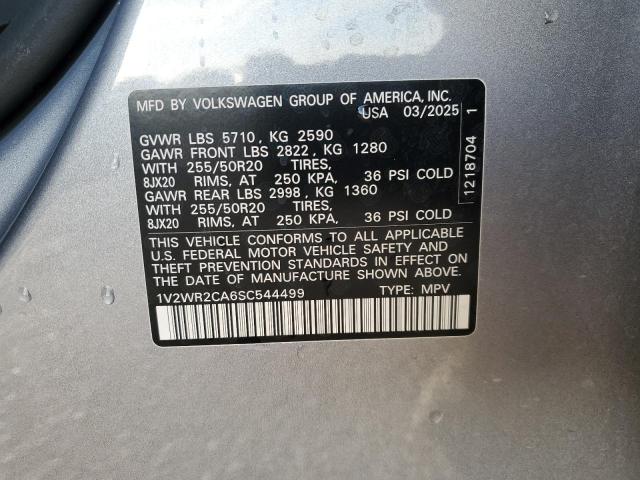 MFD BY VOLKSWAGEN GROUP OF AMERICA, INC.
USA 03/2025
GVWR LBS 5710, KG 2590
GAWR FRONT LBS 2822, KG 1280
WITH 255/50R20 TIRES,
8JX20 RIMS, AT 250 KPA, 36 PSI COLD
GAWR REAR LBS 2998, KG 1360
WITH 255/50R20 TIRES,
8JX20 RIMS, AT 250 KPA, 36 PSI COLD
THIS VEHICLE CONFORMS TO ALL APPLICABLE
U.S. FEDERAL MOTOR VEHICLE SAFETY AND
THEFT PREVENTION STANDARDS IN EFFECT ON
THE DATE OF MANUFACTURE SHOWN ABOVE.
1V2WR2CA6SC544499 TYPE: MPV
1218704 1